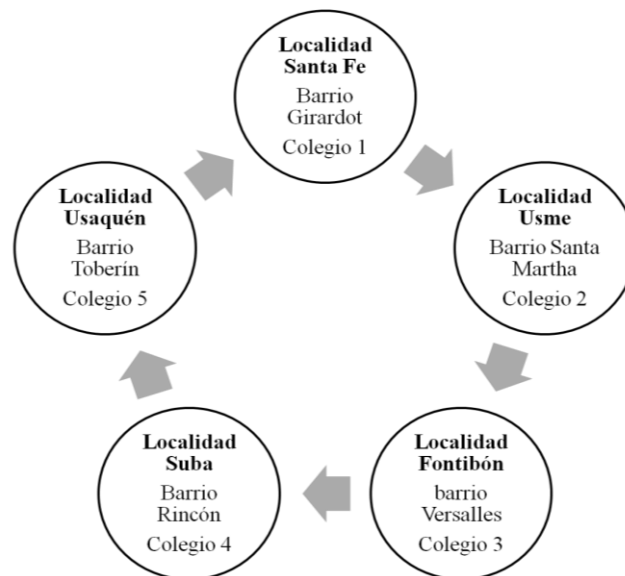 Localidad
Santa Fe
Barrio
Girardot
Colegio 1
Localidad
Usme
Barrio Santa
Martha
Colegio 2
Localidad
Fontibón
barrio
Versalles
Colegio 3
Localidad
Suba
Barrio
Rincón
Colegio 4
Localidad
Usaquén
Barrio
Toberín
Colegio 5